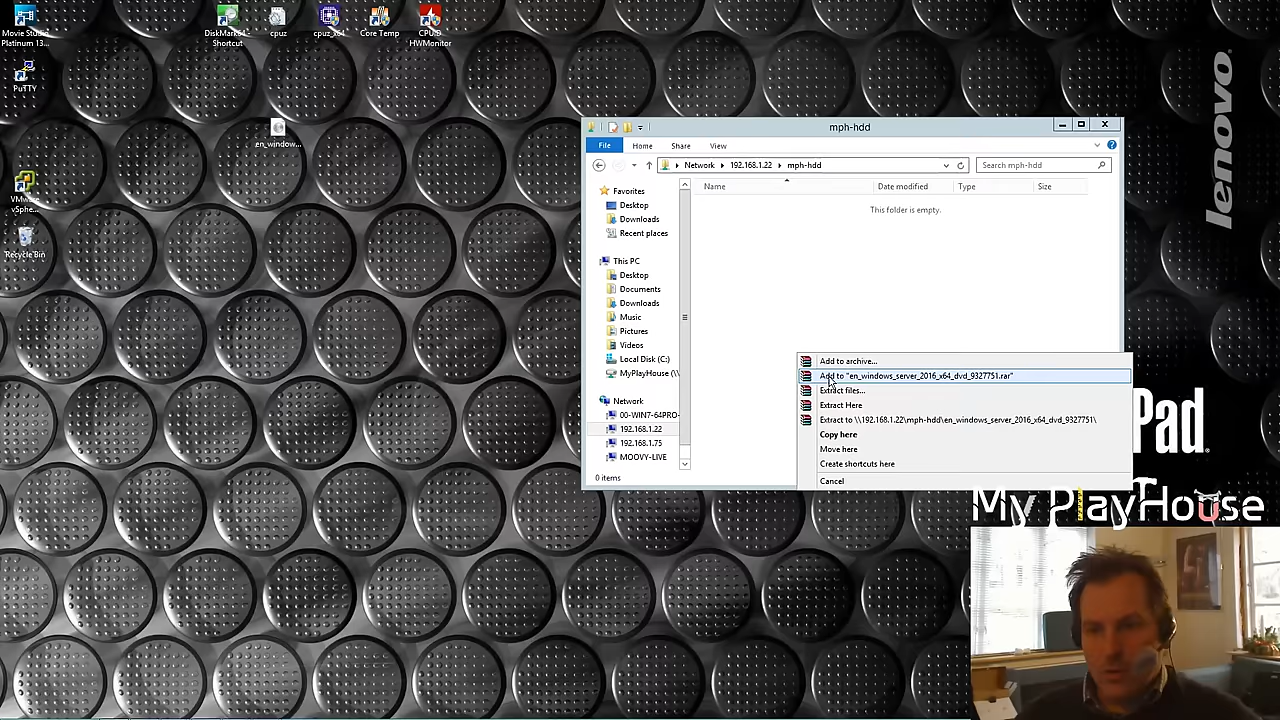 Movie Studio
Platinum 13...
DiskMark64 -
Shortcut
cpuz
cpuz_x64
Core Temp
CPUID
HWMonitor
PuTTY
en_window...
VMware
vSphe...
Recycle Bin
lenovo
mph-hdd
File
Home
Share
View
Network
192.168.1.22
mph-hdd
Search mph-hdd
Name
Date modified
Type
Size
This folder is empty.
Favorites
Desktop
Downloads
Recent places
This PC
Desktop
Documents
Downloads
Music
Pictures
Videos
Local Disk (C:)
MyPlayHouse (\\
Network
00-WIN7-64PRO-
192.168.1.22
192.168.1.75
MOOVY-LIVE
0 items
Add to archive...
Add to "en_windows_server_2016_x64_dvd_9327751.rar"
Extract files...
Extract Here
Extract to \\192.168.1.22\mph-hdd\en_windows_server_2016_x64_dvd_9327751\
Copy here
Move here
Create shortcuts here
Cancel
Pad
My PlayHouse